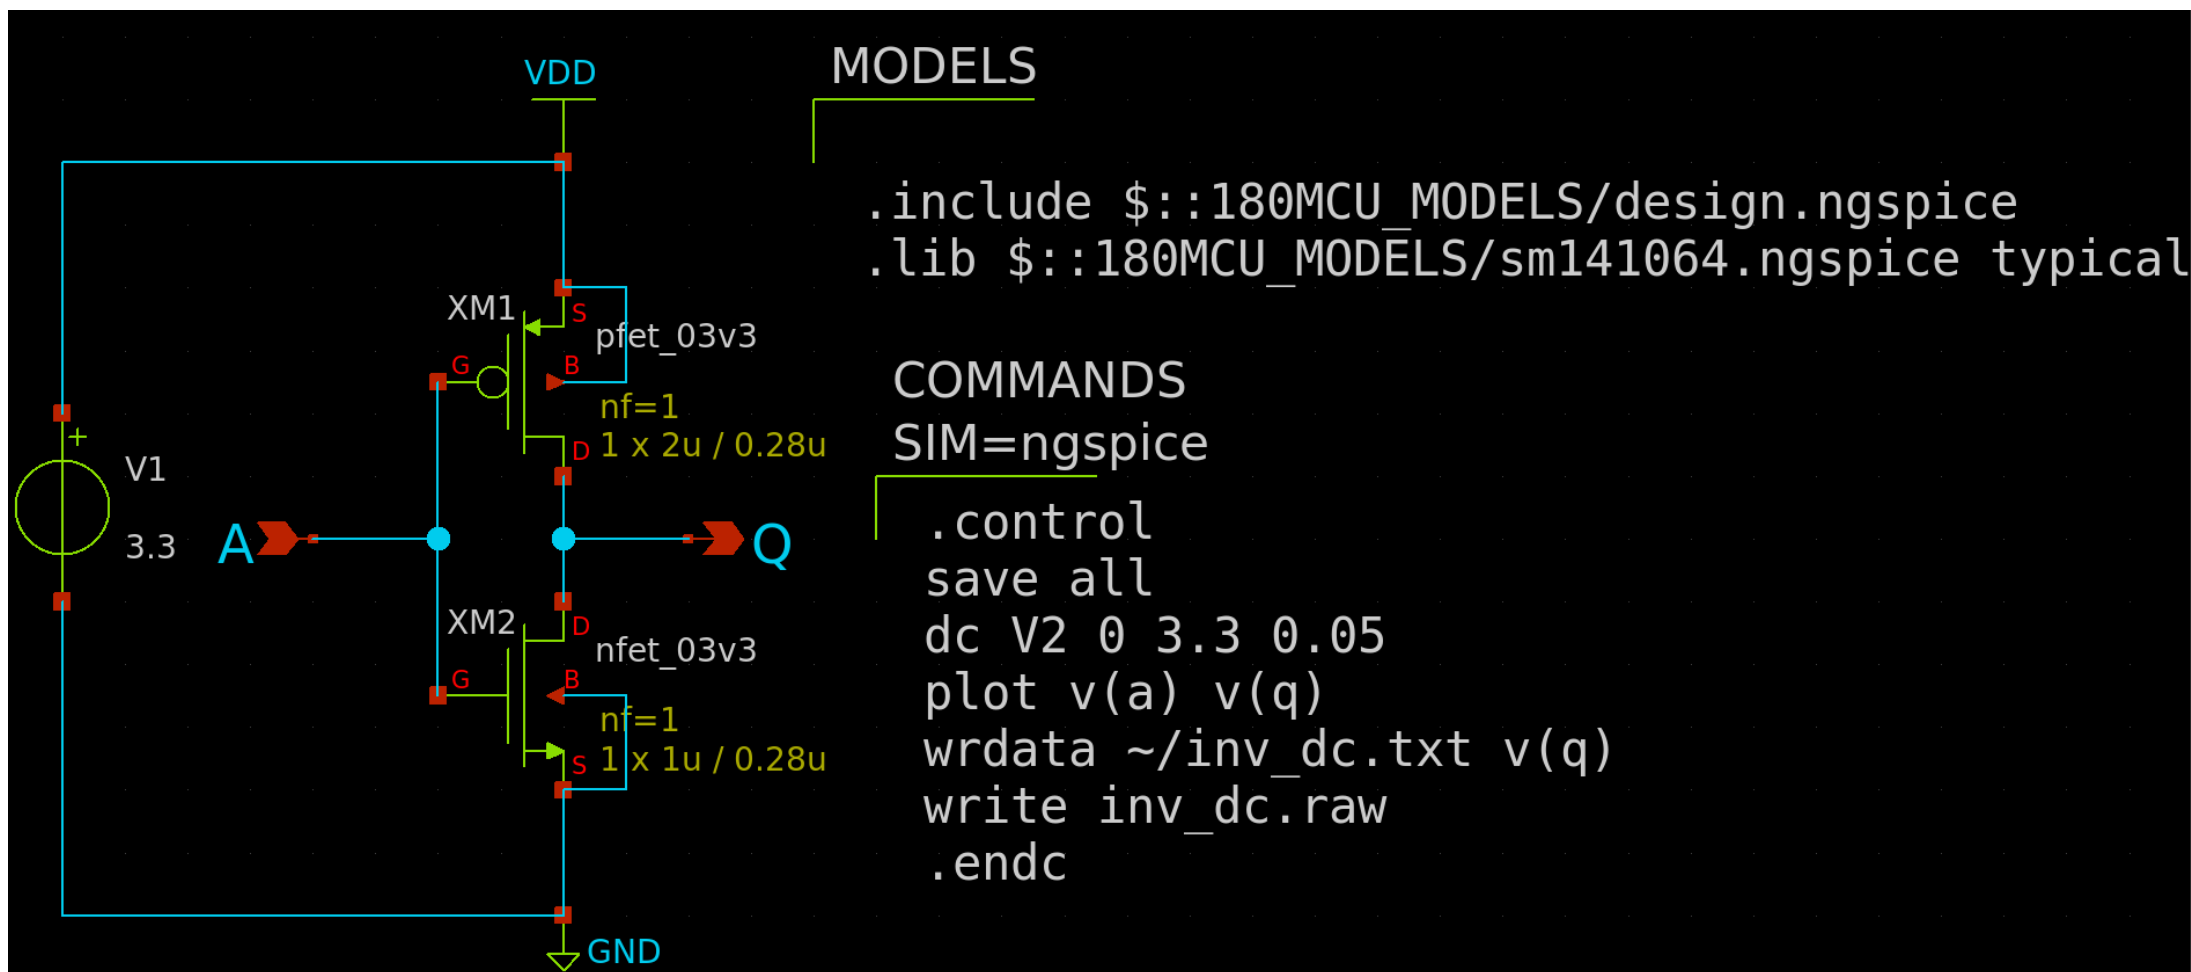 VDD
MODELS
.include $::180MCU_MODELS/design.ngspice
.lib $::180MCU_MODELS/sm141064.ngspice typical
XM1
S
pfet_03v3
G
B
nf=1
D
1 x 2u / 0.28u
COMMANDS
SIM=ngspice
+
V1
3.3
A
Q
.control
save all
dc V2 0 3.3 0.05
plot v(a) v(q)
wrdata ~/inv_dc.txt v(q)
write inv_dc.raw
.endc
XM2
D
nfet_03v3
G
B
nf=1
S
1 x 1u / 0.28u
GND